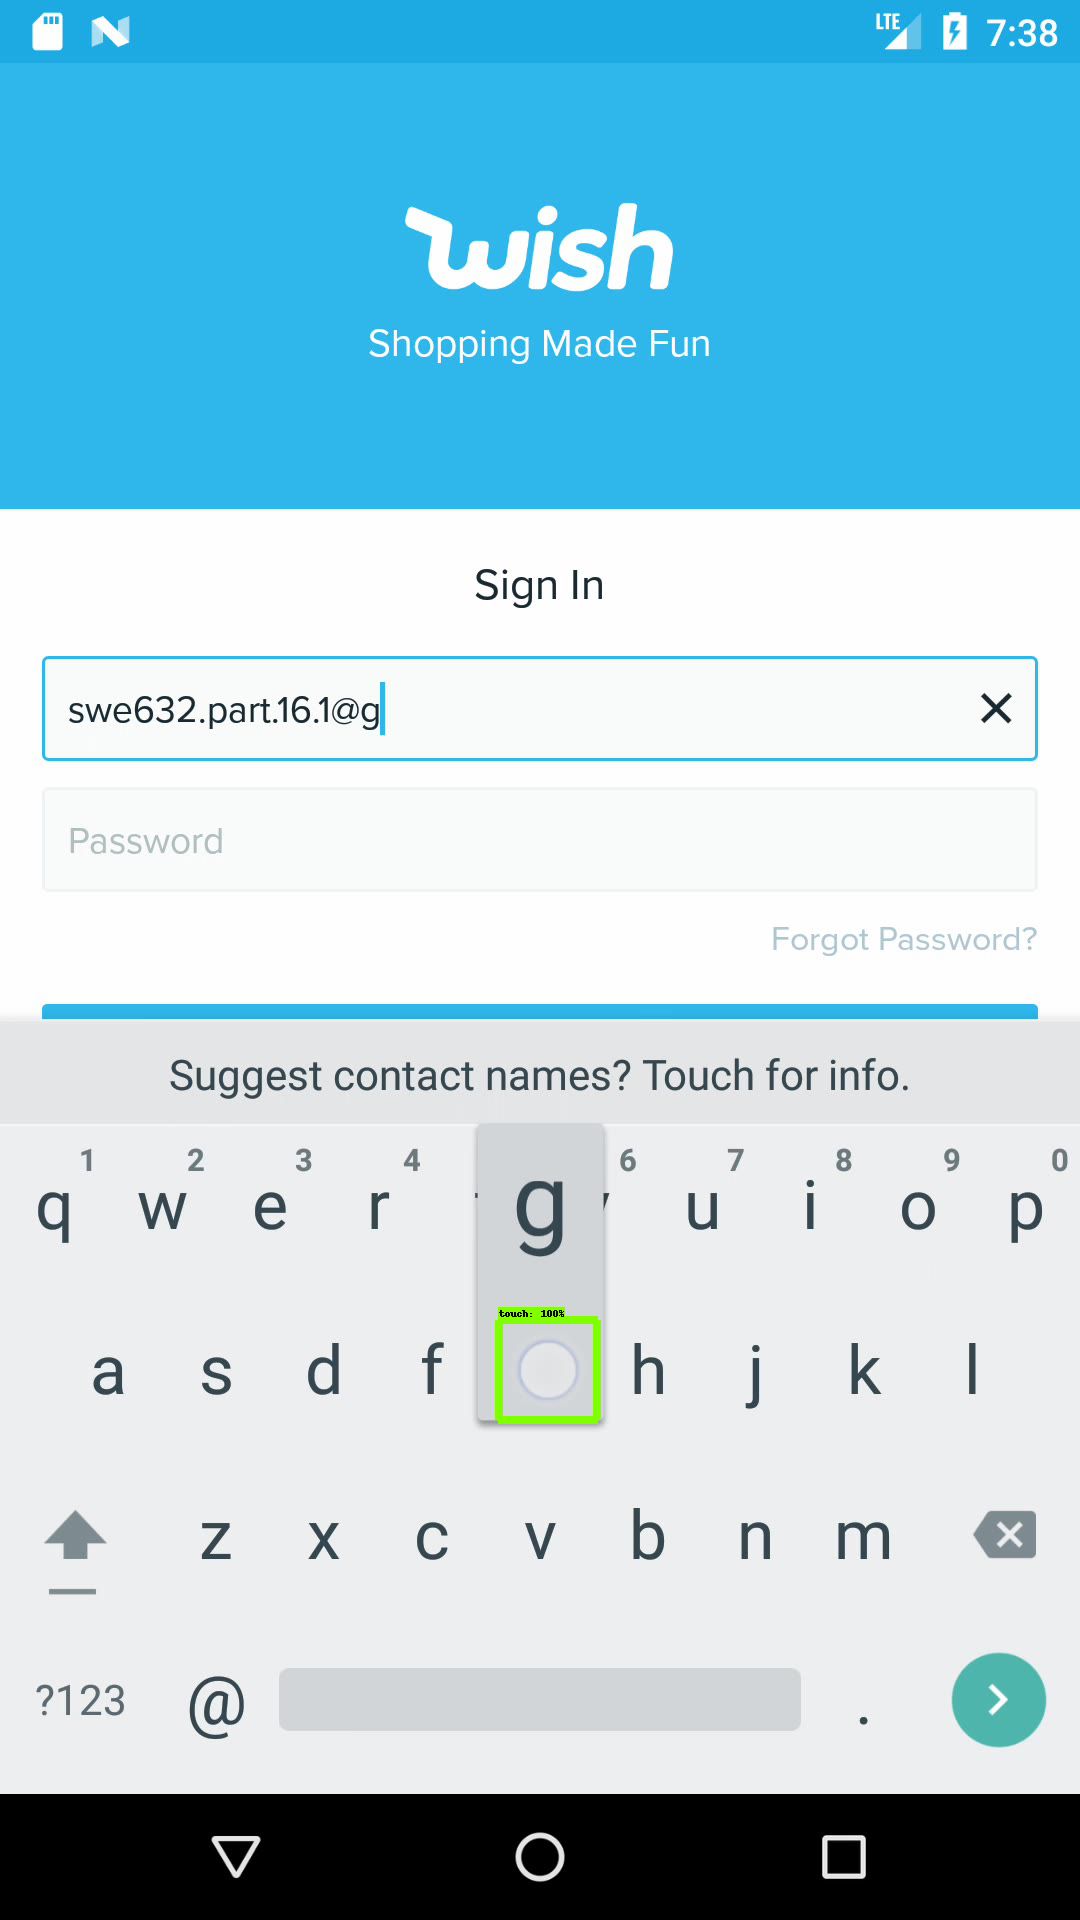 LTE 7:38
wish
Shopping Made Fun
Sign In
swe632.part.16.1@g
Password
Forgot Password?
Suggest contact names? Touch for info.
1 2 3 4 6 7 8 9 0
q w e r g u i o p
touch: 100%
a s d f h j k l
z x c v b n m
?123 @ .